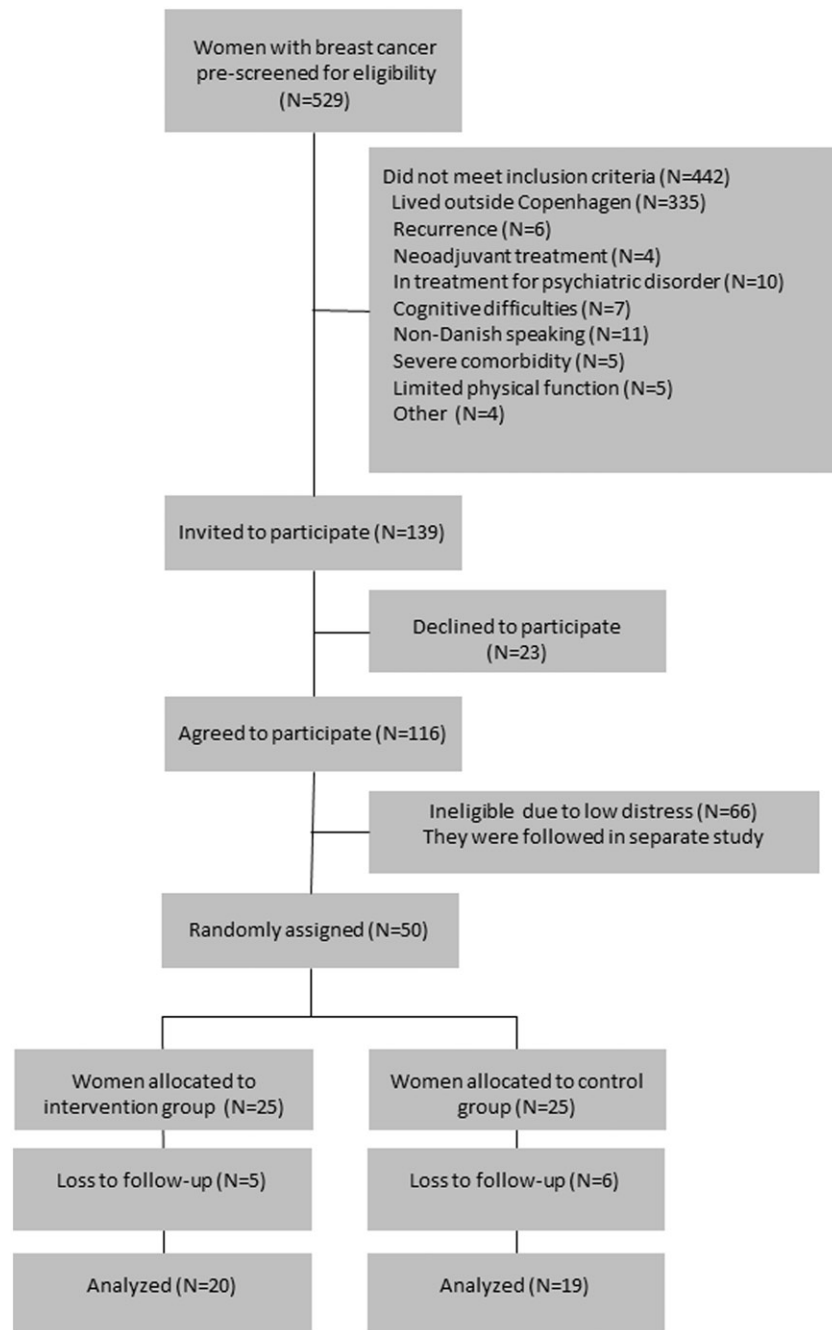 Women with breast cancer
pre-screened for eligibility
(N=529)
Did not meet inclusion criteria (N=442)
Lived outside Copenhagen (N=335)
Recurrence (N=6)
Neoadjuvant treatment (N=4)
In treatment for psychiatric disorder (N=10)
Cognitive difficulties (N=7)
Non-Danish speaking (N=11)
Severe comorbidity (N=5)
Limited physical function (N=5)
Other (N=4)
Invited to participate (N=139)
Declined to participate
(N=23)
Agreed to participate (N=116)
Ineligible due to low distress (N=66)
They were followed in separate study
Randomly assigned (N=50)
Women allocated to
intervention group (N=25)
Women allocated to control
group (N=25)
Loss to follow-up (N=5)
Loss to follow-up (N=6)
Analyzed (N=20)
Analyzed (N=19)